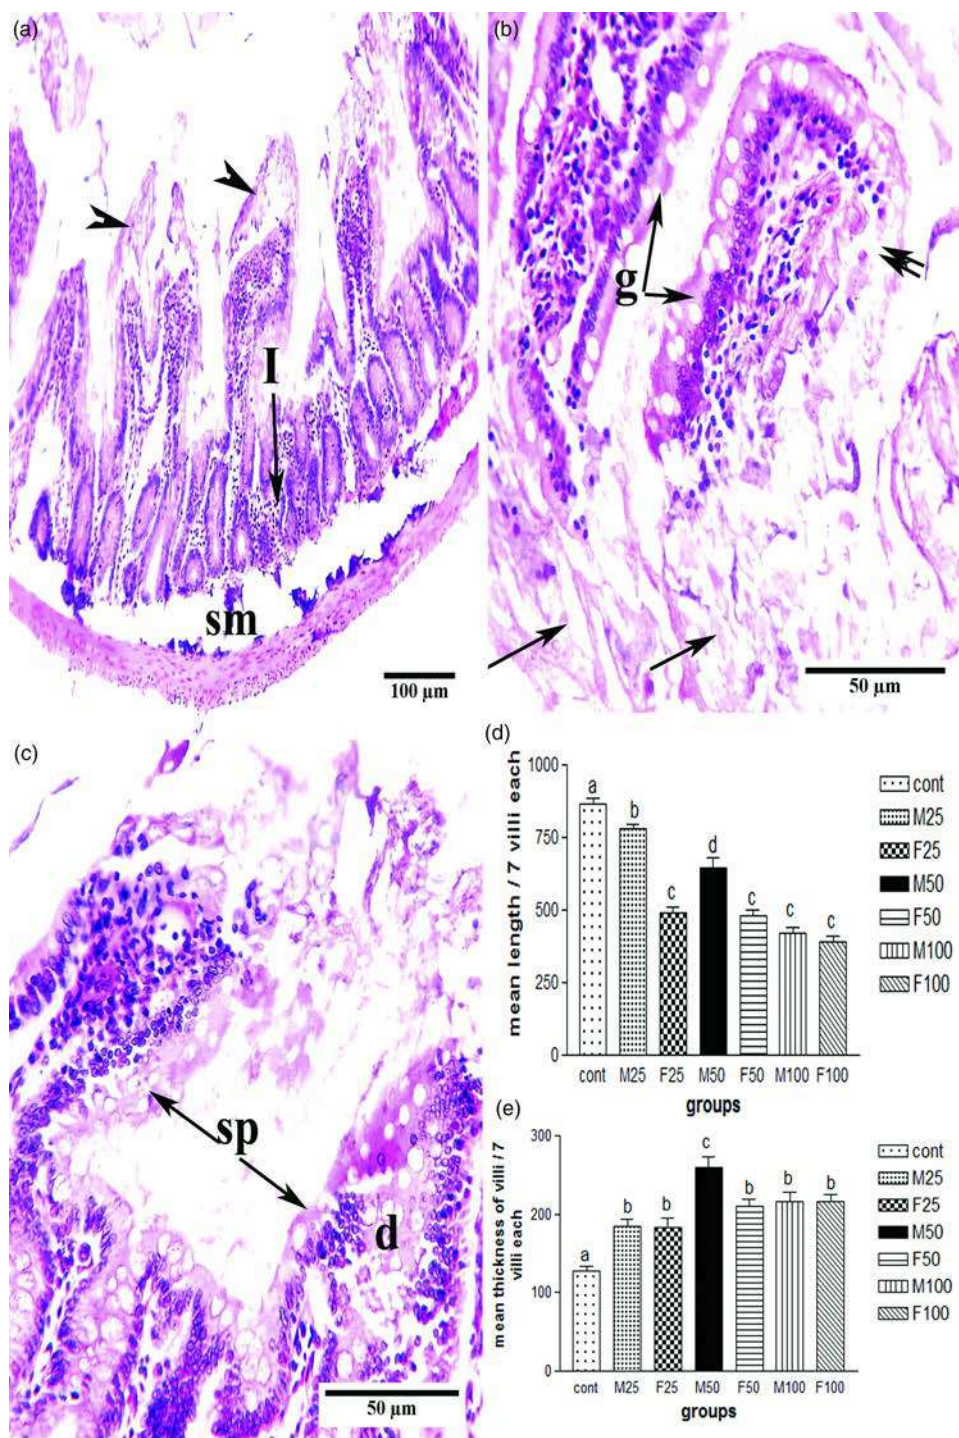 (a)
I
sm
100 µm
(b)
g
50 µm
(c)
sp
d
50 µm
(d)
mean length / 7 villi each
1000
750
500
250
0
a
b
c
d
c
c
c
cont
M25
F25
M50
F50
M100
F100
groups
cont
M25
F25
M50
F50
M100
F100
(e)
mean thickness of villi / 7
villi each
300
200
100
0
a
b
b
c
b
b
b
cont
M25
F25
M50
F50
M100
F100
groups
cont
M25
F25
M50
F50
M100
F100